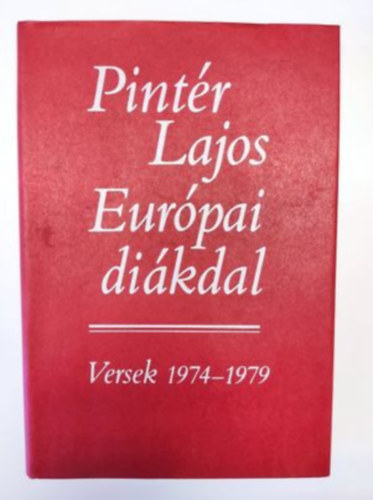 Pintér
Lajos
Európai
diákdal
Versek 1974–1979